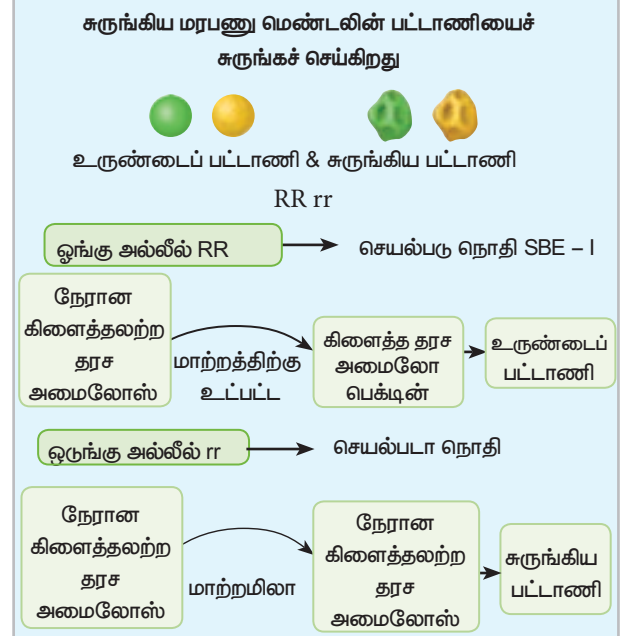 சுருங்கிய மரபணு மெண்டலின் பட்டாணியைச்
சுருங்கச் செய்கிறது
உருண்டைப் பட்டாணி & சுருங்கிய பட்டாணி
RR rr
ஓங்கு அல்லீல் RR
செயல்படு நொதி SBE – I
நேரான
கிளைத்தலற்ற
தரச
அமைலோஸ்
மாற்றத்திற்கு
உட்பட்ட
கிளைத்த தரச
அமைலோ
பெக்டின்
உருண்டைப்
பட்டாணி
ஒடுங்கு அல்லீல் rr
செயல்படா நொதி
நேரான
கிளைத்தலற்ற
தரச
அமைலோஸ்
மாற்றமிலா
நேரான
கிளைத்தலற்ற
தரச
அமைலோஸ்
சுருங்கிய
பட்டாணி